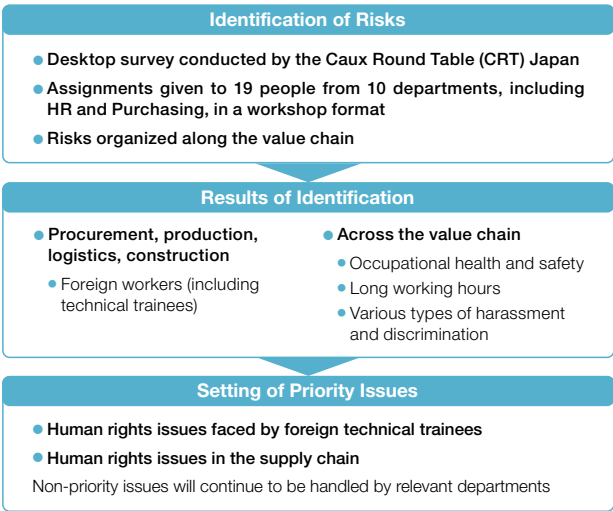 Identification of Risks
● Desktop survey conducted by the Caux Round Table (CRT) Japan
● Assignments given to 19 people from 10 departments, including
HR and Purchasing, in a workshop format
● Risks organized along the value chain
Results of Identification
● Procurement, production,
logistics, construction
● Foreign workers (including
technical trainees)
● Across the value chain
● Occupational health and safety
● Long working hours
● Various types of harassment
and discrimination
Setting of Priority Issues
● Human rights issues faced by foreign technical trainees
● Human rights issues in the supply chain
Non-priority issues will continue to be handled by relevant departments